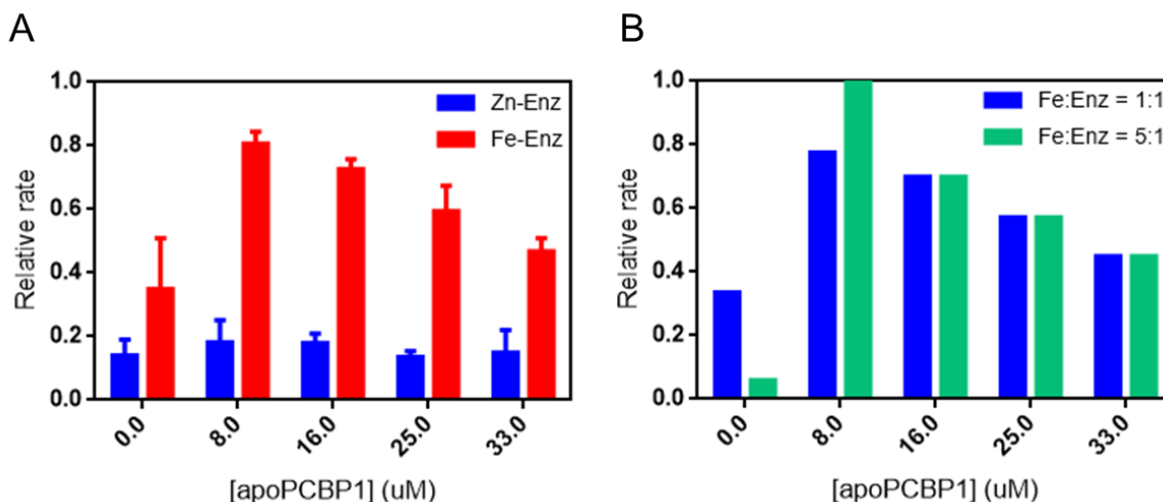 A
Relative rate
1.0
0.8
0.6
0.4
0.2
0.0
Zn-Enz
Fe-Enz
0.0 8.0 16.0 25.0 33.0
[apoPCBP1] (uM)
B
Relative rate
1.0
0.8
0.6
0.4
0.2
0.0
Fe:Enz = 1:1
Fe:Enz = 5:1
0.0 8.0 16.0 25.0 33.0
[apoPCBP1] (uM)